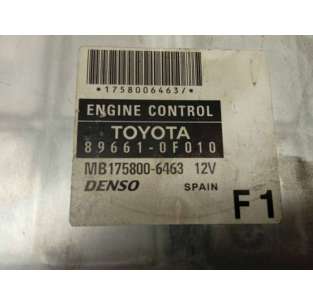 *1758006463/*
ENGINE CONTROL
TOYOTA
89661-0F010
MB175800-6463 12V
DENSO SPAIN
F1